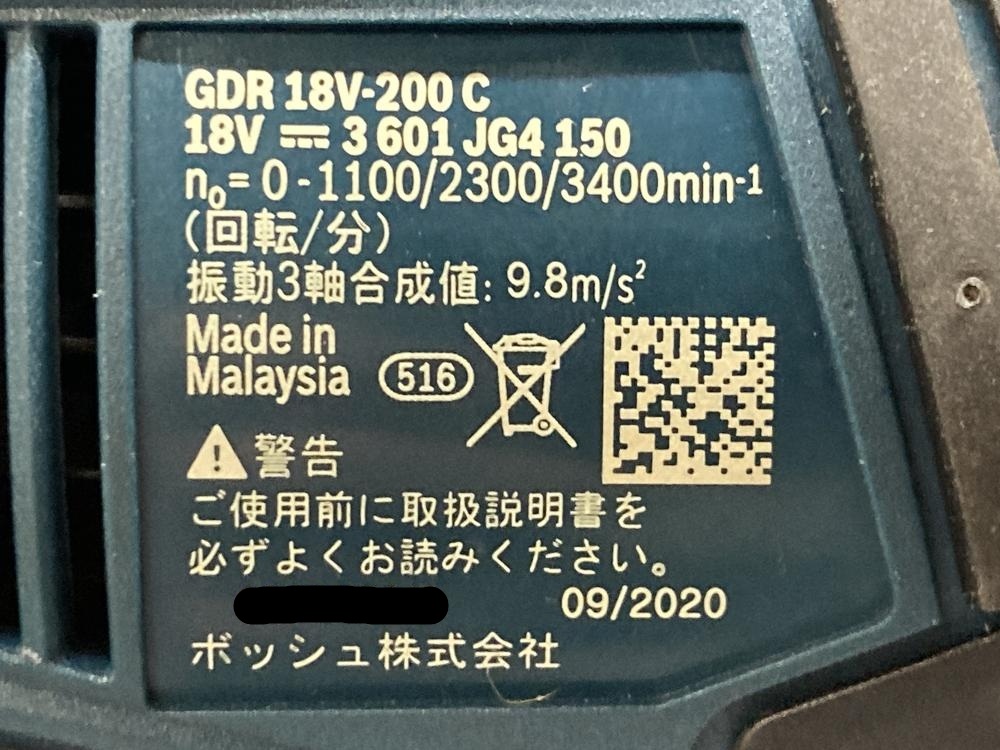 GDR 18V-200 C
18V ⎓ 3 601 JG4 150
n₀= 0 -1100/2300/3400min⁻¹
(回転/分)
振動3軸合成値: 9.8m/s²
Made in
Malaysia
516
警告
ご使用前に取扱説明書を
必ずよくお読みください。
09/2020
ボッシュ株式会社